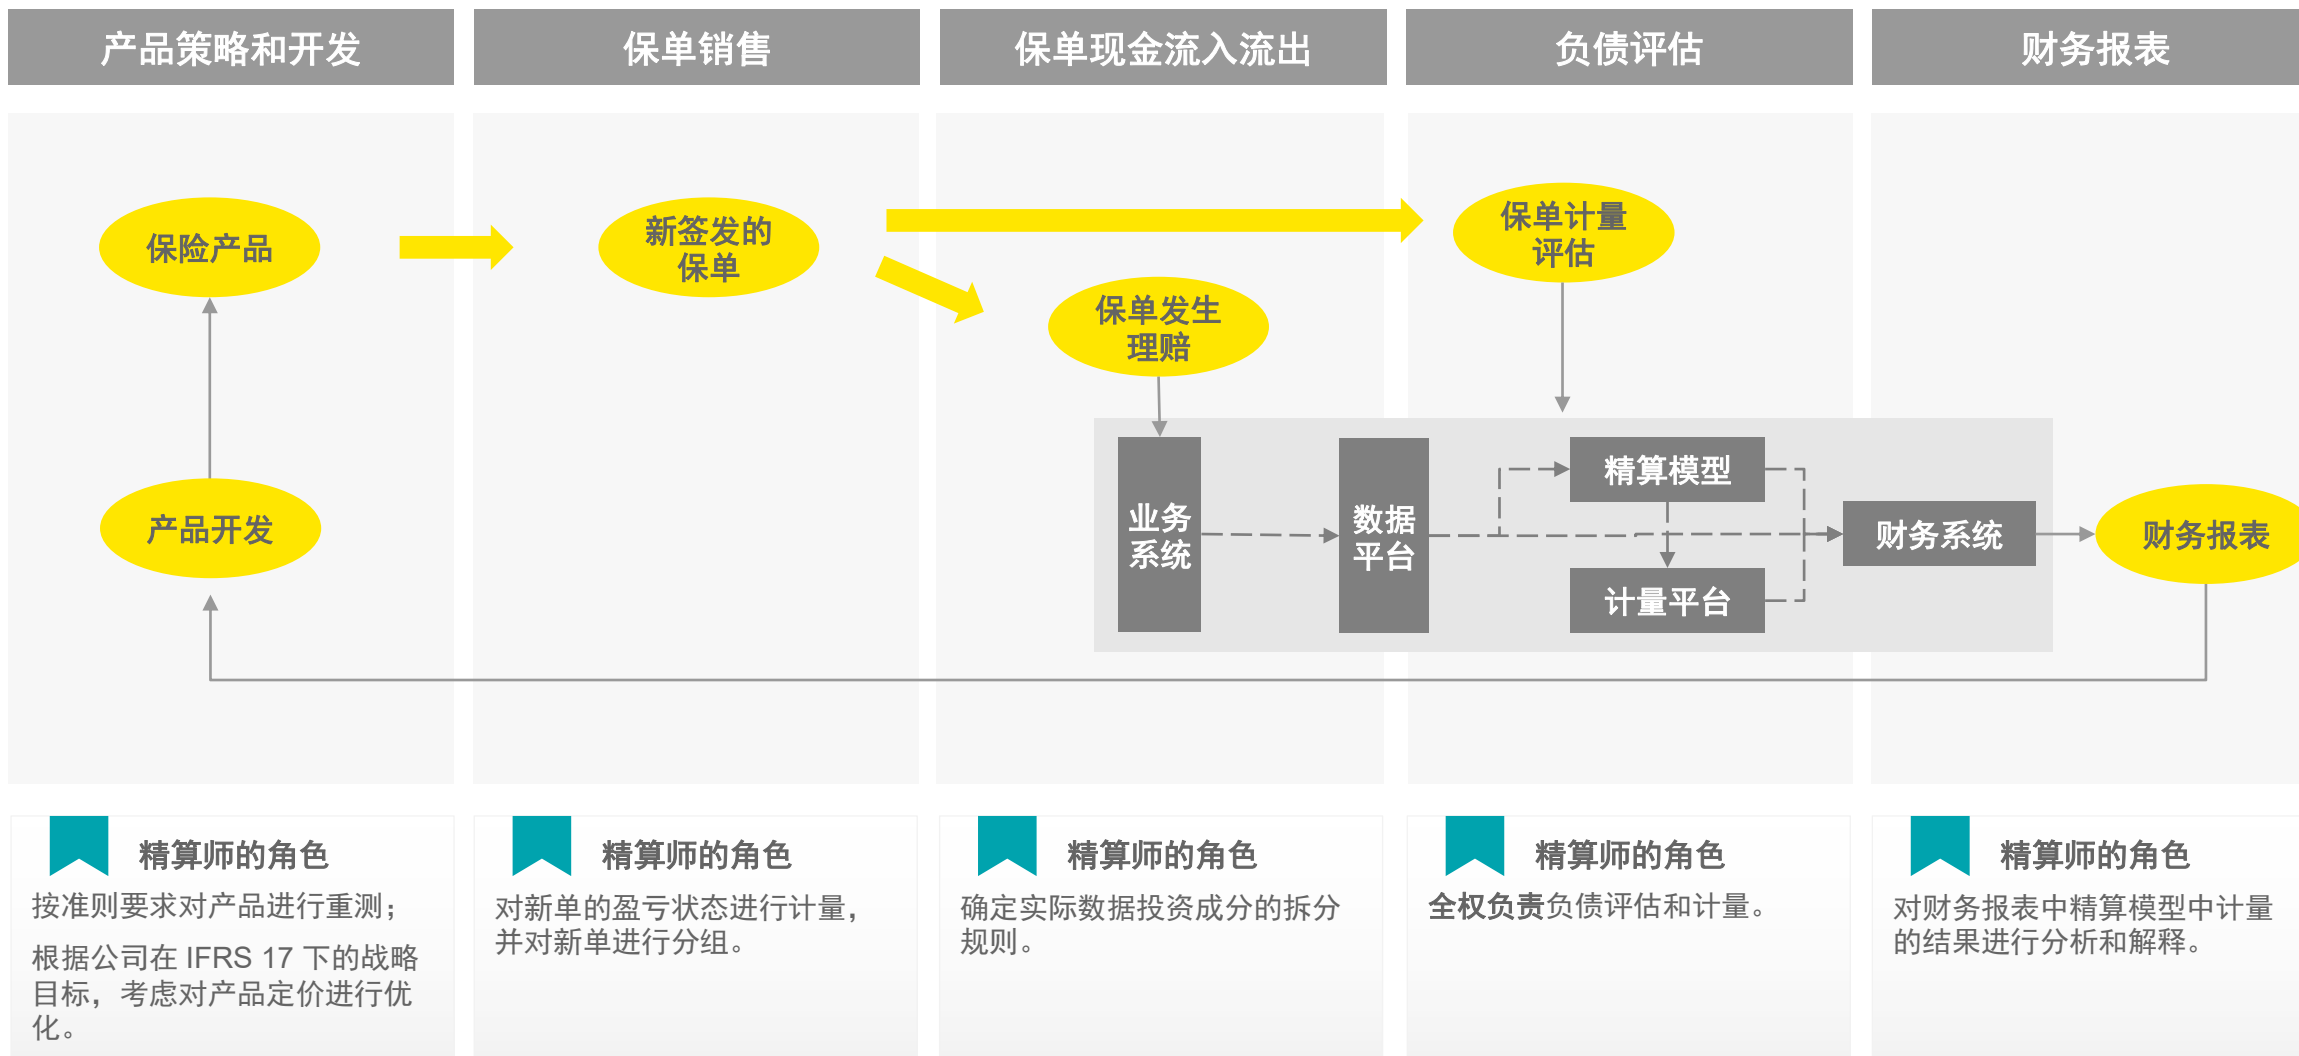 产品策略和开发
保单销售
保单现金流入流出
负债评估
财务报表
保险产品
新签发的
保单
保单计量
评估
保单发生
理赔
产品开发
业务
系统
数据
平台
精算模型
计量平台
财务系统
财务报表
精算师的角色
按准则要求对产品进行重测；
根据公司在 IFRS 17 下的战略
目标，考虑对产品定价进行优
化。
精算师的角色
对新单的盈亏状态进行计量，
并对新单进行分组。
精算师的角色
确定实际数据投资成分的拆分
规则。
精算师的角色
全权负责负债评估和计量。
精算师的角色
对财务报表中精算模型中计量
的结果进行分析和解释。